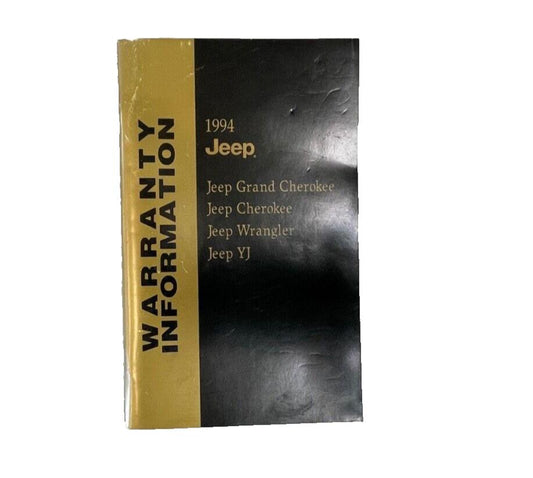 WARRANTY
INFORMATION
1994
Jeep
Jeep Grand Cherokee
Jeep Cherokee
Jeep Wrangler
Jeep YJ